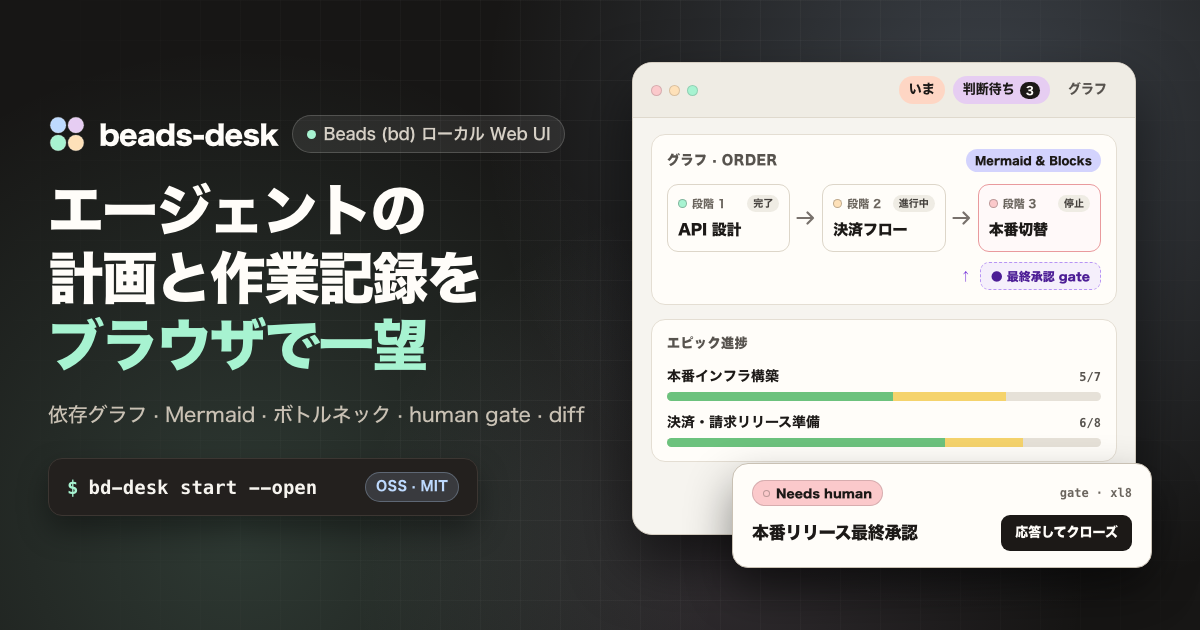 beads-desk
Beads (bd) ローカル Web UI
エージェントの
計画と作業記録を
ブラウザで一望
依存グラフ · Mermaid · ボトルネック · human gate · diff
$ bd-desk start --open
OSS · MIT
いま
判断待ち 3
グラフ
グラフ · ORDER
Mermaid & Blocks
段階 1 完了
API 設計
→
段階 2 進行中
決済フロー
→
段階 3 停止
本番切替
↑ 最終承認 gate
エピック進捗
本番インフラ構築 5/7
決済・請求リリース準備 6/8
Needs human
gate · xl8
本番リリース最終承認
応答してクローズ